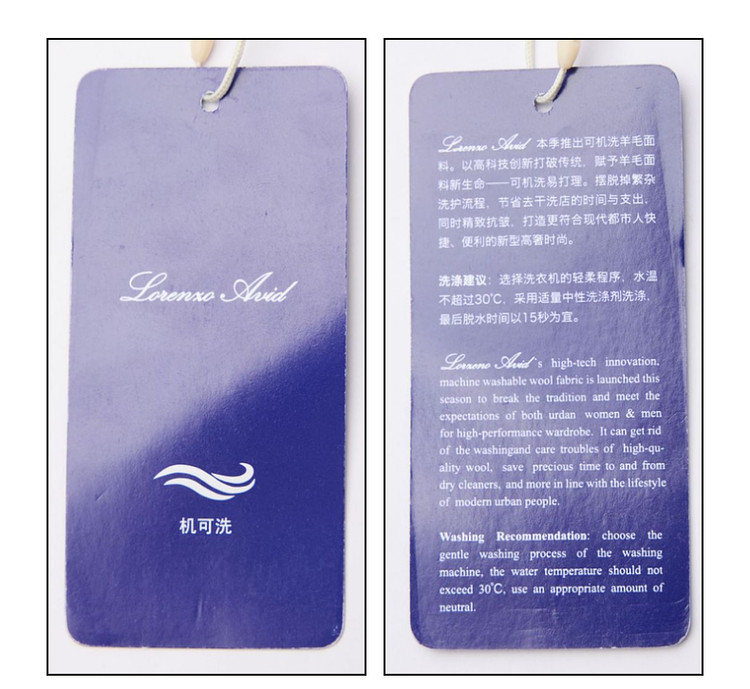 Lorenzo Avid
机可洗
Lorenzo Avid 本季推出可机洗羊毛面
料。以高科技创新打破传统，赋予羊毛面
料新生命——可机洗易打理。摆脱掉繁杂
洗护流程，节省去干洗店的时间与支出，
同时精致抗皱，打造更符合现代都市人快
捷、便利的新型高奢时尚。
洗涤建议：选择洗衣机的轻柔程序，水温
不超过30℃，采用适量中性洗涤剂洗涤，
最后脱水时间以15秒为宜。
Lorzeno Avid's high-tech innovation.
machine washable wool fabric is launched this
season to break the tradition and meet the
expectations of both urdan women & men
for high-performance wardrobe. It can get rid
of the washingand care troubles of high-qu-
ality wool, save precious time to and from
dry cleaners, and more in line with the lifestyle
of modern urban people.
Washing Recommendation: choose the
gentle washing process of the washing
machine, the water temperature should not
exceed 30℃, use an appropriate amount of
neutral.